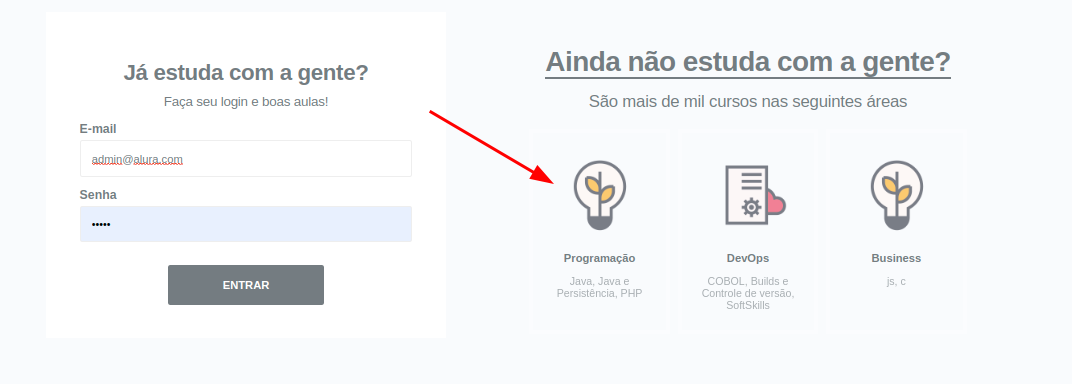 Já estuda com a gente?
Faça seu login e boas aulas!
E-mail
admin@alura.com
Senha
•••••
ENTRAR
Ainda não estuda com a gente?
São mais de mil cursos nas seguintes áreas
Programação
Java, Java e
Persistência, PHP
DevOps
COBOL, Builds e
Controle de versão,
SoftSkills
Business
js, c